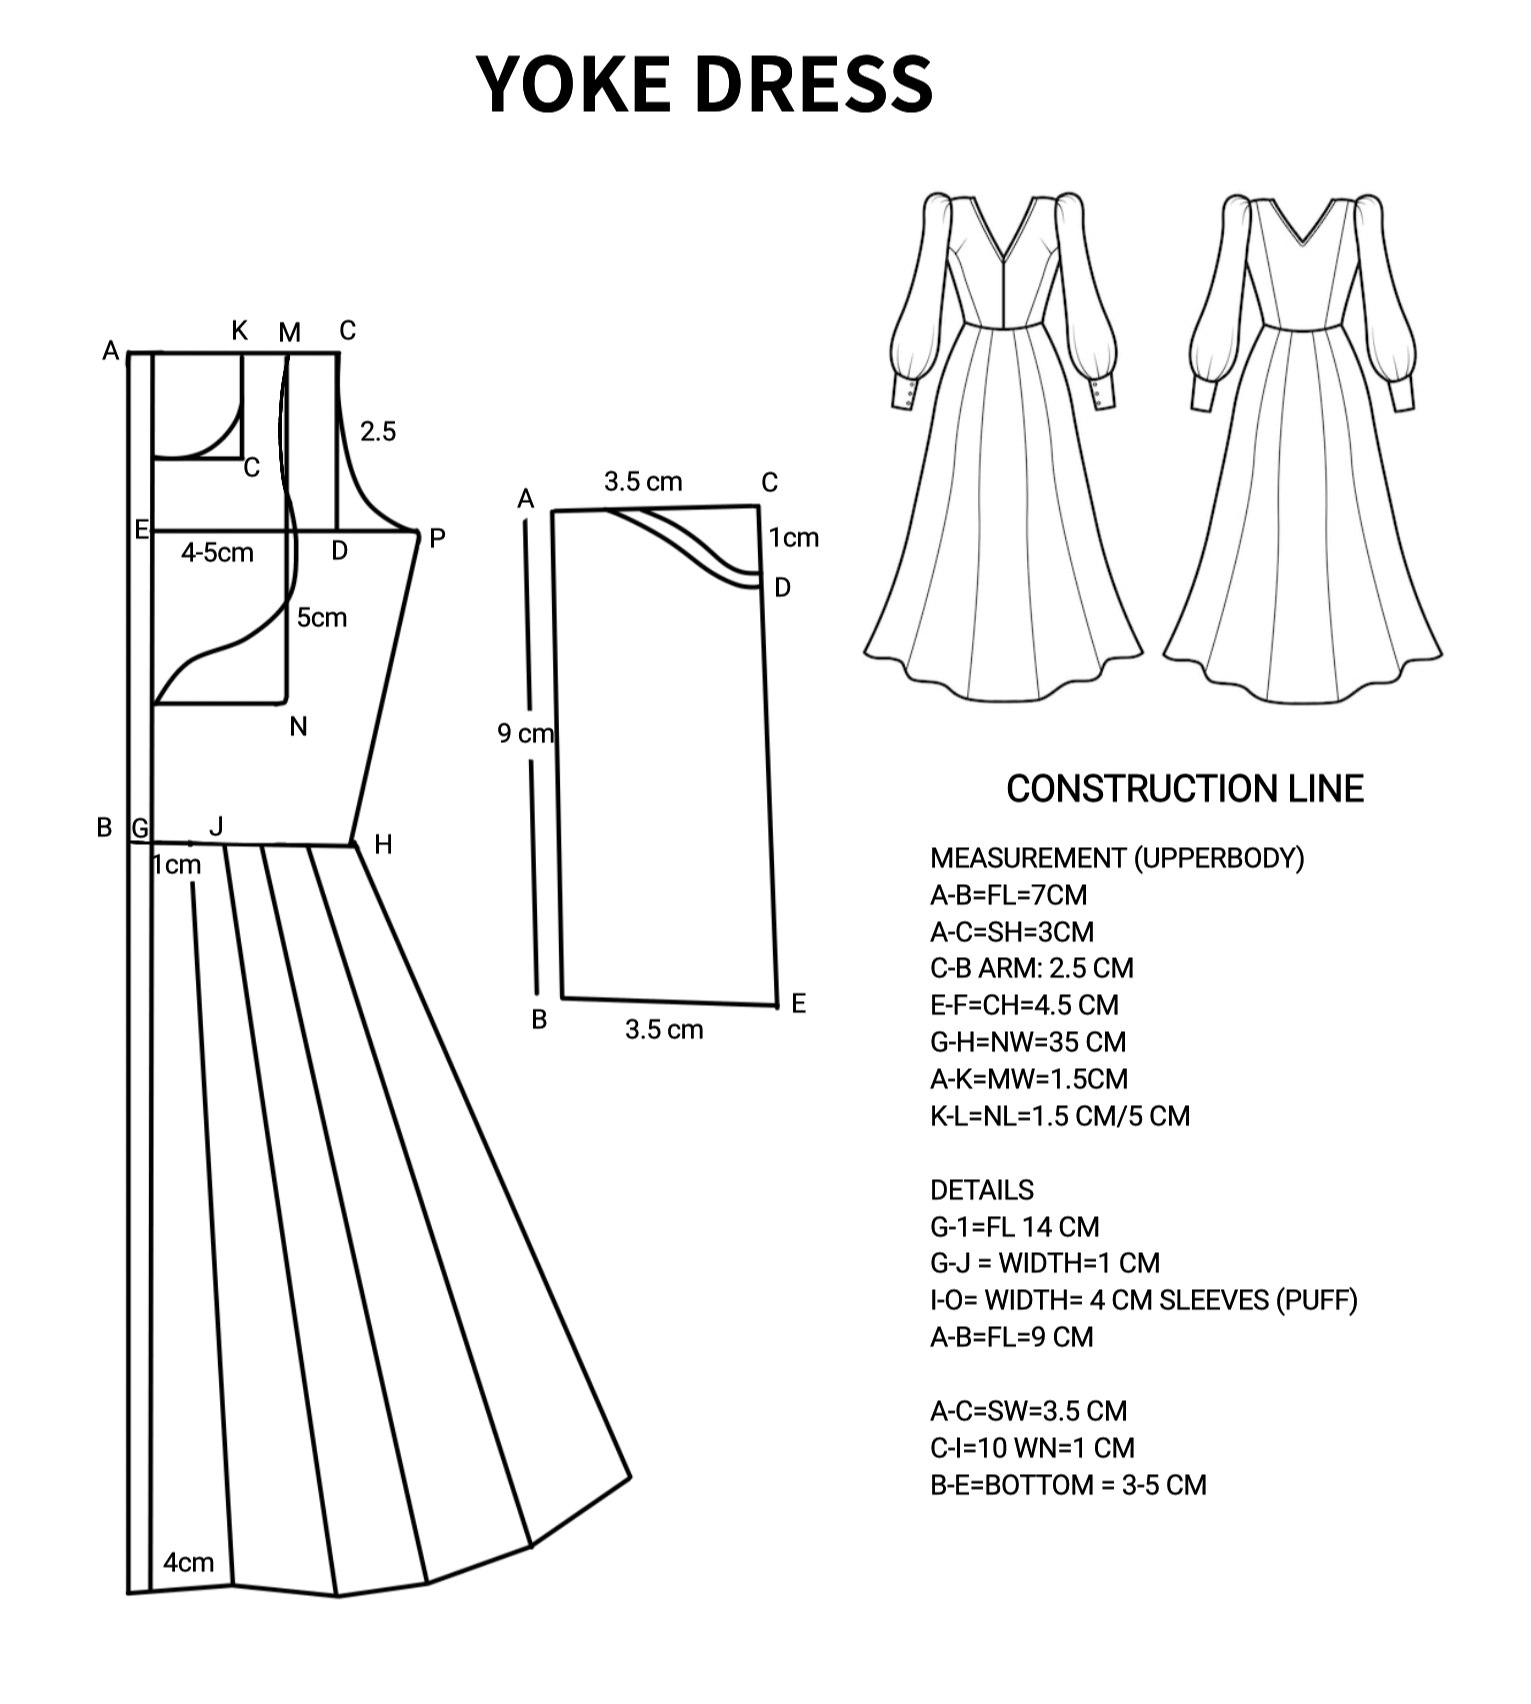 YOKE DRESS
K M C
A
2.5
C
E
4-5cm
D
P
5cm
N
B G J
H
1cm
4cm
3.5 cm
A
C
1cm
D
9 cm
B
E
3.5 cm
CONSTRUCTION LINE
MEASUREMENT (UPPERBODY)
A-B=FL=7CM
A-C=SH=3CM
C-B ARM: 2.5 CM
E-F=CH=4.5 CM
G-H=NW=35 CM
A-K=MW=1.5CM
K-L=NL=1.5 CM/5 CM
DETAILS
G-1=FL 14 CM
G-J = WIDTH=1 CM
I-O= WIDTH= 4 CM SLEEVES (PUFF)
A-B=FL=9 CM
A-C=SW=3.5 CM
C-I=10 WN=1 CM
B-E=BOTTOM = 3-5 CM